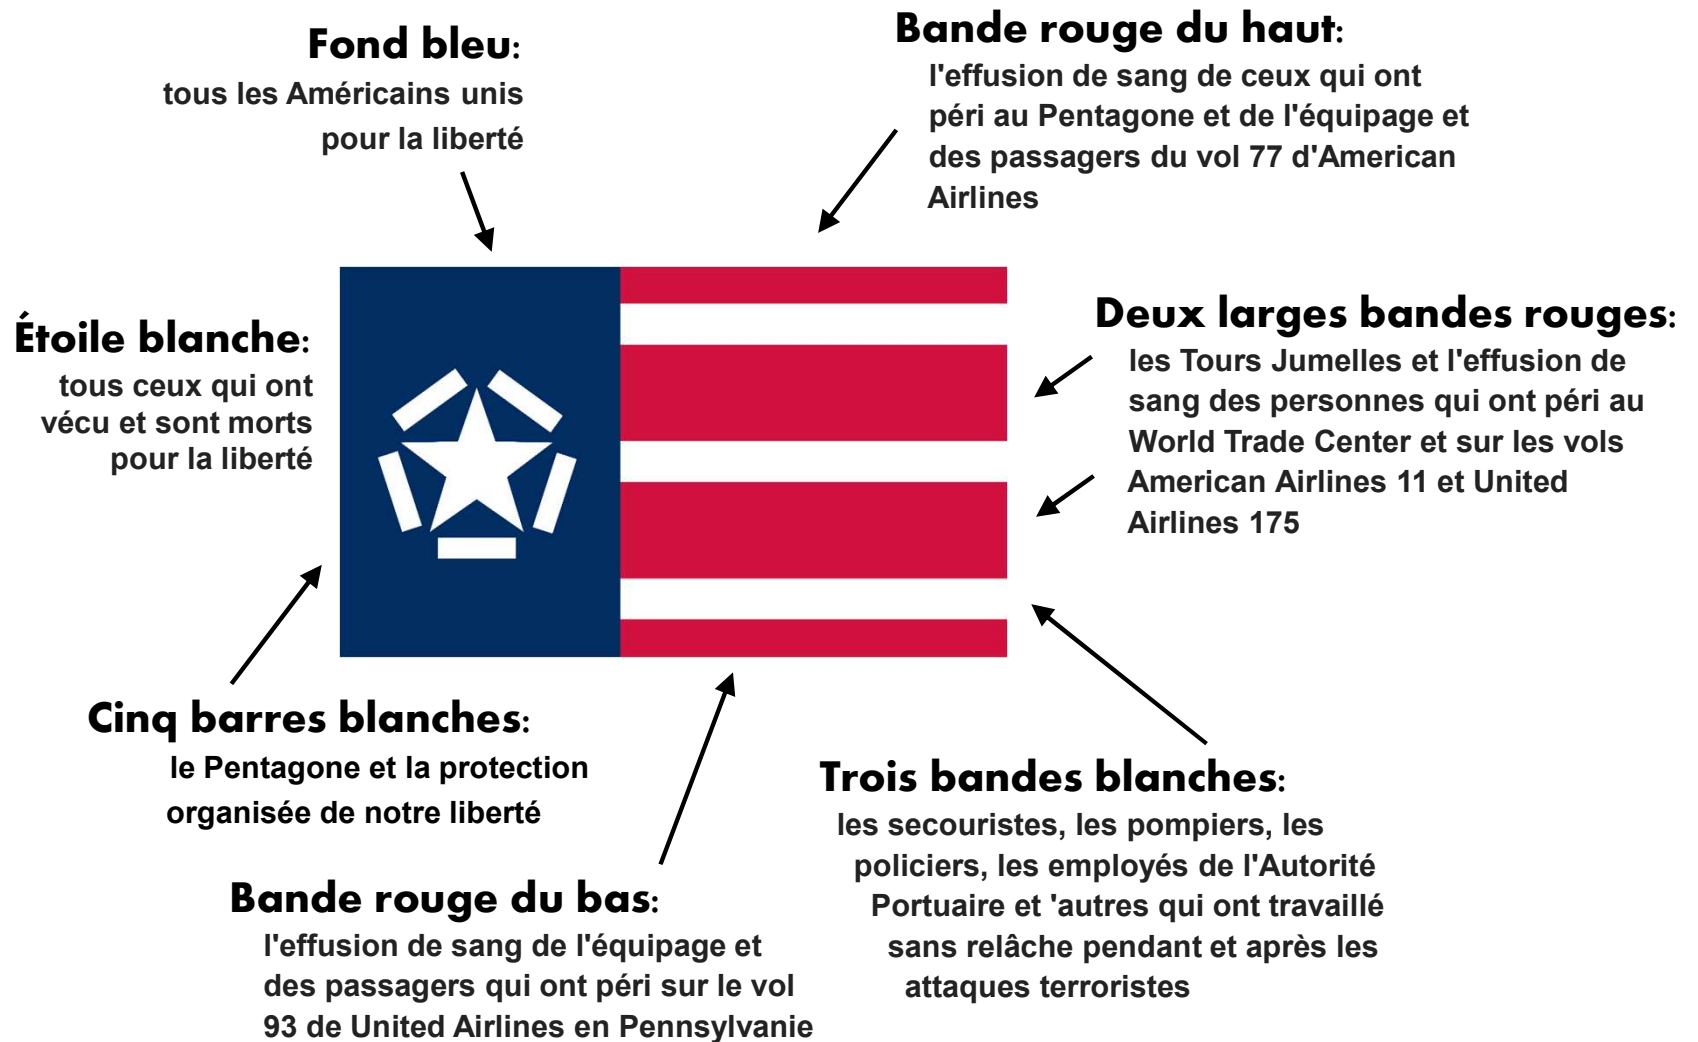 Fond bleu:
tous les Américains unis
pour la liberté
Bande rouge du haut:
l'effusion de sang de ceux qui ont
péri au Pentagone et de l'équipage et
des passagers du vol 77 d'American
Airlines
Étoile blanche:
tous ceux qui ont
vécu et sont morts
pour la liberté
Deux larges bandes rouges:
les Tours Jumelles et l'effusion de
sang des personnes qui ont péri au
World Trade Center et sur les vols
American Airlines 11 et United
Airlines 175
Cinq barres blanches:
le Pentagone et la protection
organisée de notre liberté
Trois bandes blanches:
les secouristes, les pompiers, les
policiers, les employés de l'Autorité
Portuaire et 'autres qui ont travaillé
sans relâche pendant et après les
attaques terroristes
Bande rouge du bas:
l'effusion de sang de l'équipage et
des passagers qui ont péri sur le vol
93 de United Airlines en Pennsylvanie